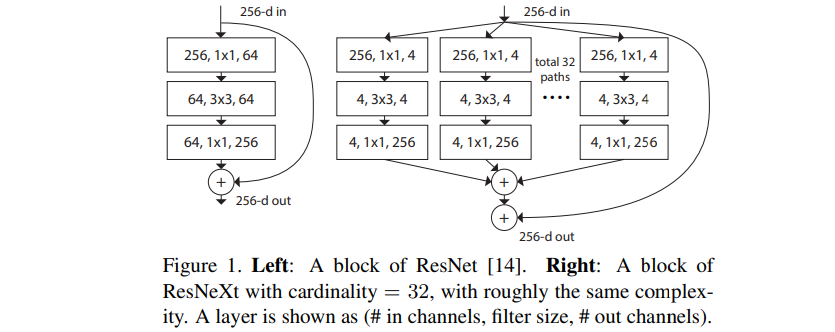 256-d in
256, 1x1, 64
64, 3x3, 64
64, 1x1, 256
+
256-d out
256-d in
256, 1x1, 4
256, 1x1, 4
total 32
paths
256, 1x1, 4
4, 3x3, 4
4, 3x3, 4
....
4, 3x3, 4
4, 1x1, 256
4, 1x1, 256
4, 1x1, 256
+
+
256-d out
Figure 1. Left: A block of ResNet [14]. Right: A block of
ResNeXt with cardinality = 32, with roughly the same complex-
ity. A layer is shown as (# in channels, filter size, # out channels).